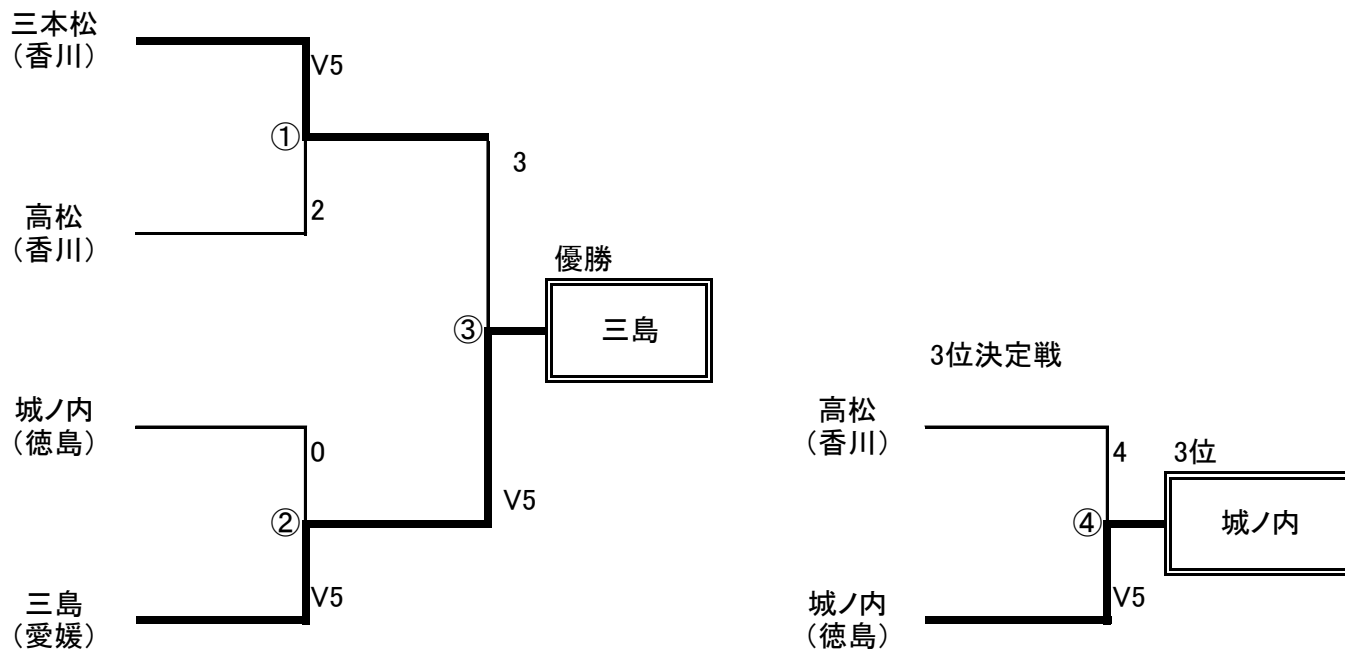 三本松
(香川)
V5
①
3
2
高松
(香川)
優勝
③
三島
3位決定戦
城ノ内
(徳島)
0
高松
(香川)
4
3位
V5
②
④
城ノ内
V5
三島
(愛媛)
城ノ内
(徳島)
V5